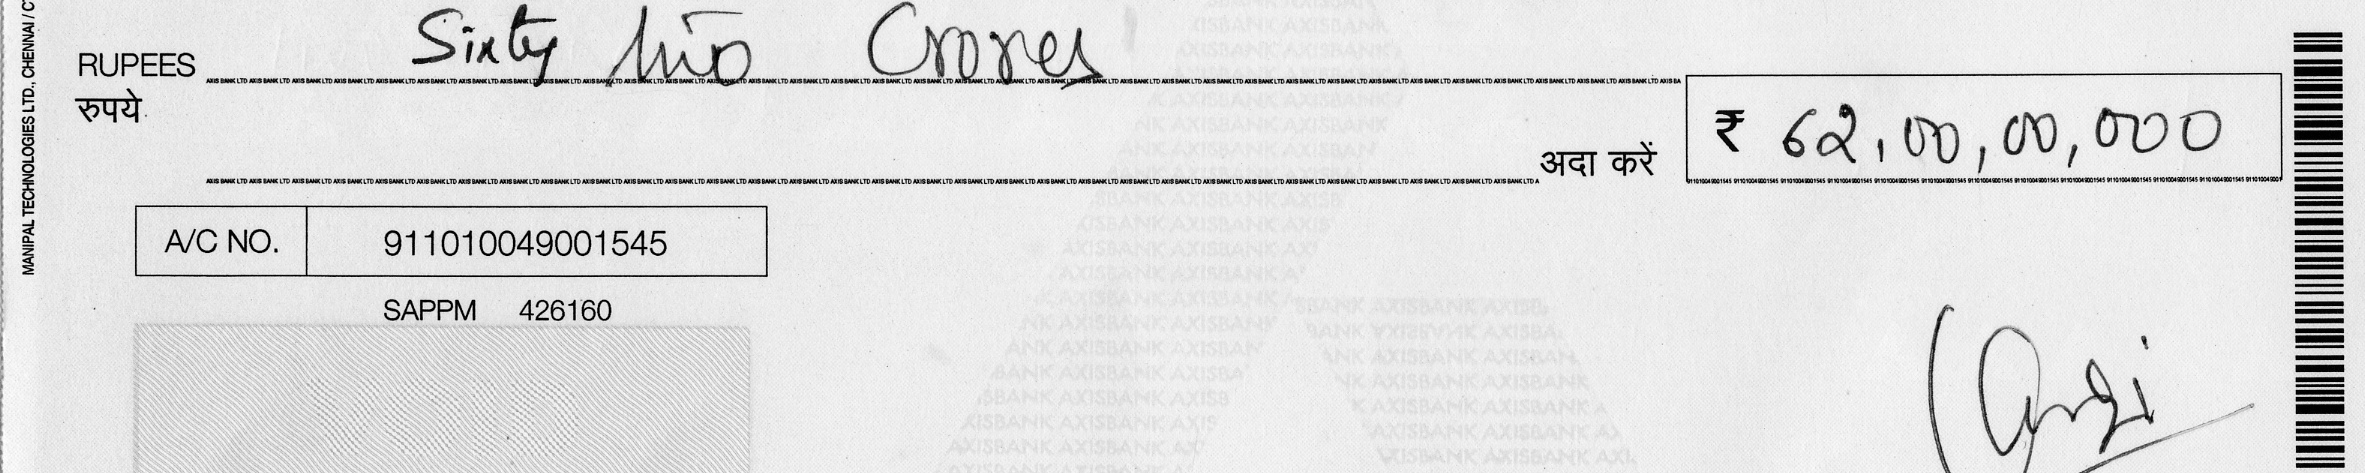 MANIPAL TECHNOLOGIES LTD., CHENNAI /
RUPEES Sixty two Crores
रुपये
अदा करें ₹ 62,00,00,000
A/C NO. 911010049001545
SAPPM 426160
VOID